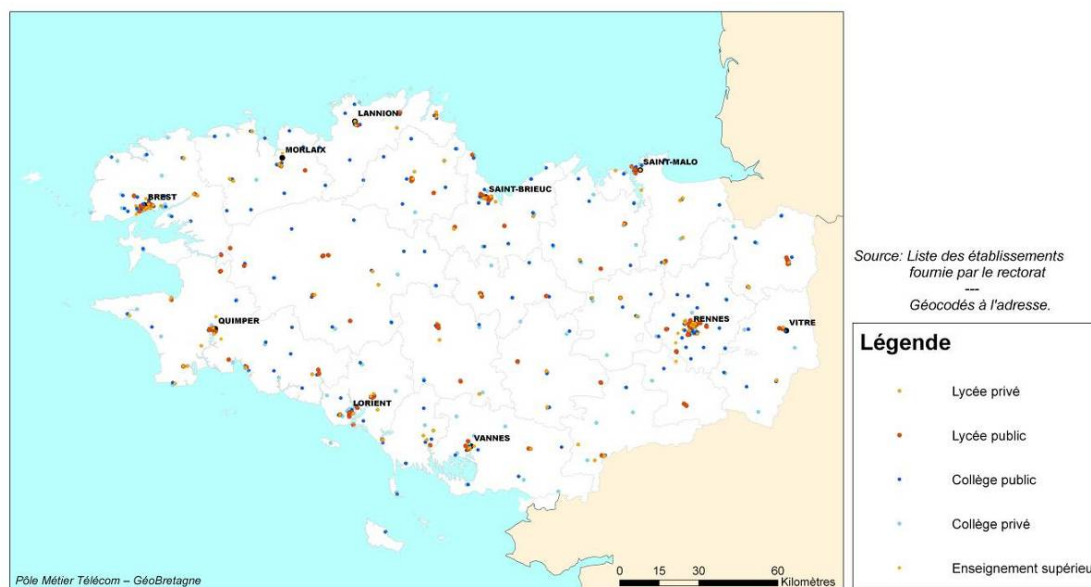 LANNION
MORLAIX
SAINT-MALO
SAINT-BRIEUC
BREST
QUIMPER
RENNES
VITRE
LORIENT
VANNES
0 15 30 60
Kilomètres
Pôle Métier Télécom – GéoBretagne
Source: Liste des établissements
fournie par le rectorat
---
Géocodés à l'adresse.
Légende
Lycée privé
Lycée public
Collège public
Collège privé
Enseignement supérieu